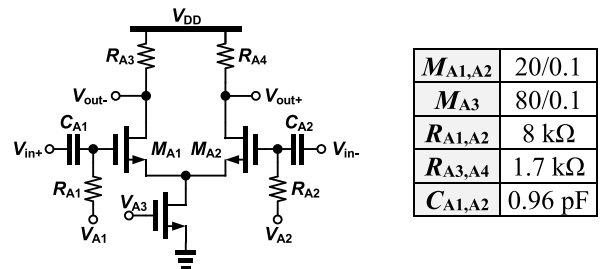 VDD
RA3 RA4
Vout- Vout+
CA1 CA2
Vin+ MA1 MA2 Vin-
RA1 VA3 RA2
VA1 VA2
MA1,A2 20/0.1
MA3 80/0.1
RA1,A2 8 kΩ
RA3,A4 1.7 kΩ
CA1,A2 0.96 pF